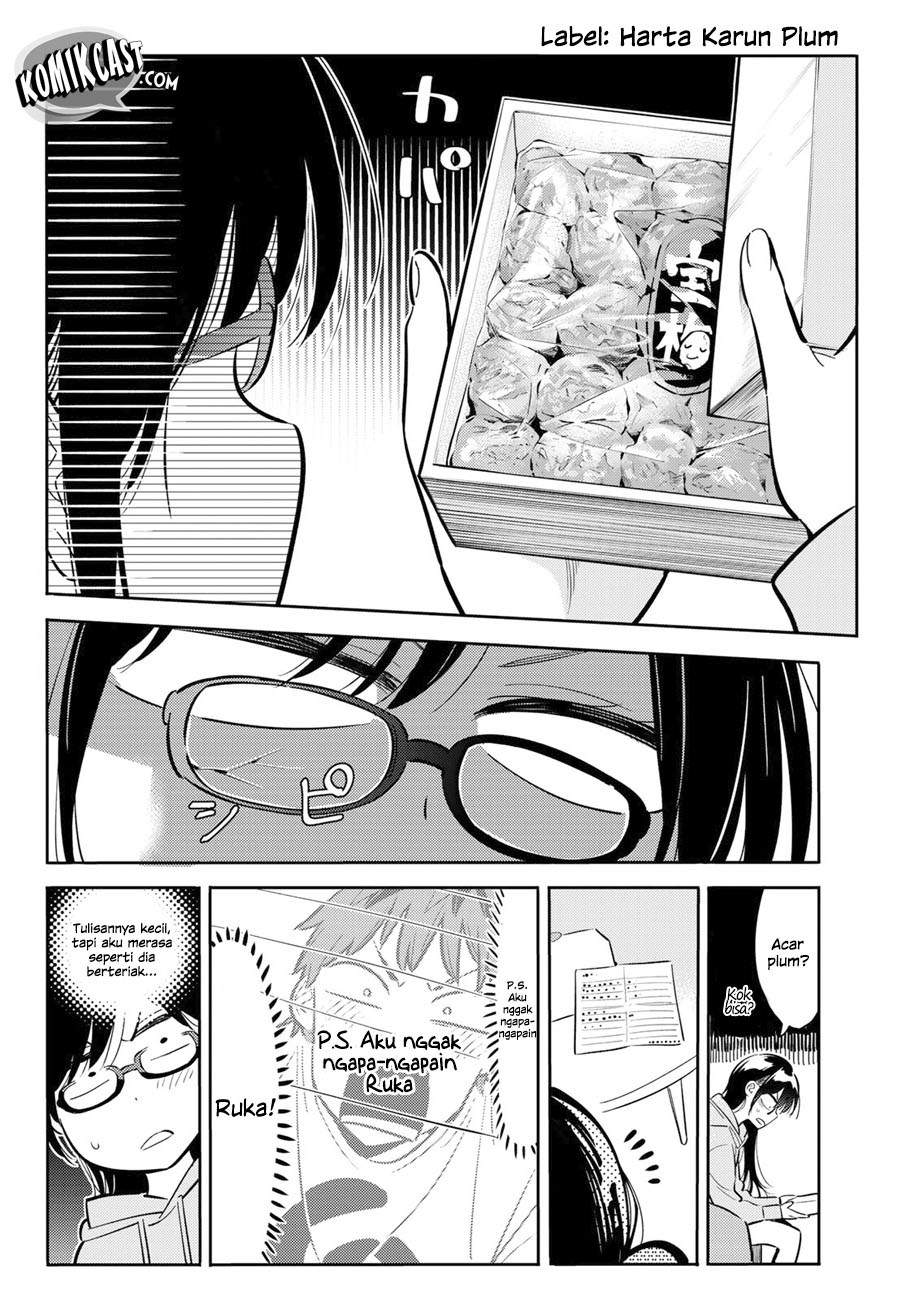 Label: Harta Karun Plum
KOMIKCAST
.COM
カパ°
宝梅
ピシ
Acar
plum?
Kok
bisa?
P.S.
Aku
nggak
ngapa-
ngapain
P.S. Aku nggak
ngapa-ngapain
Ruka
Ruka!
Tulisannya kecil,
tapi aku merasa
seperti dia
berteriak...